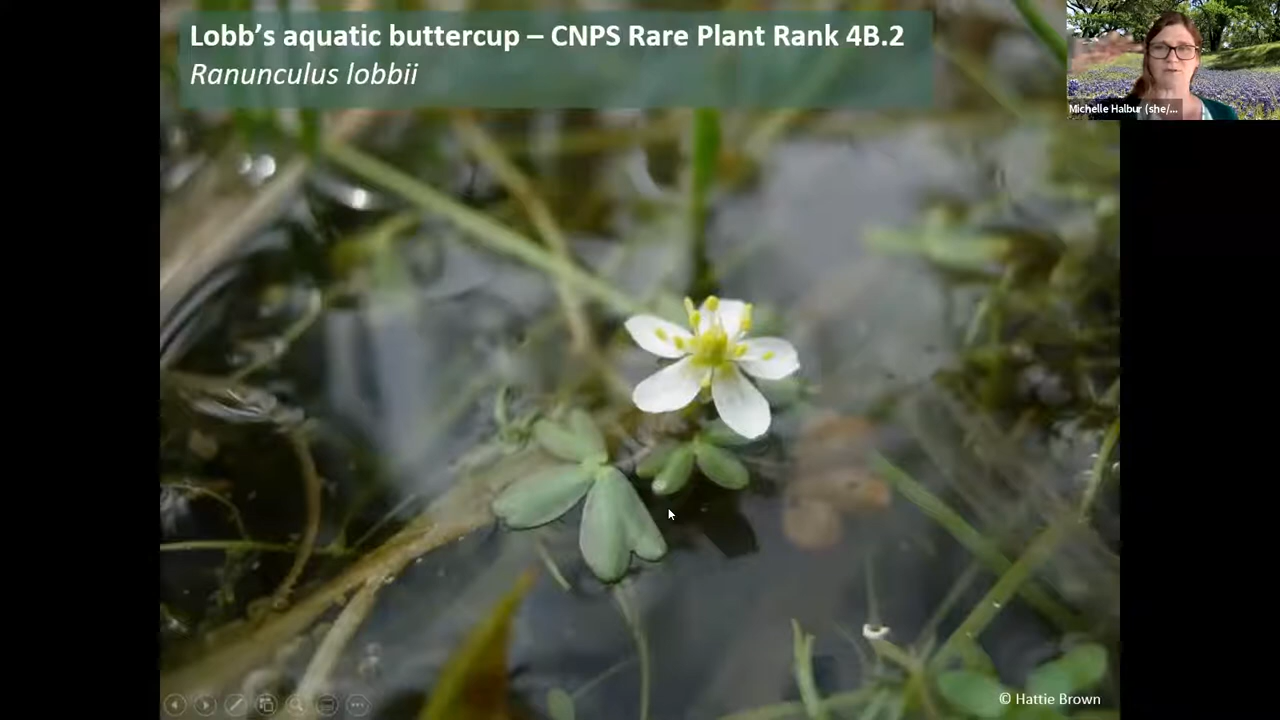 Lobb's aquatic buttercup – CNPS Rare Plant Rank 4B.2
Ranunculus lobbii
Michelle Halbur (she/...
© Hattie Brown